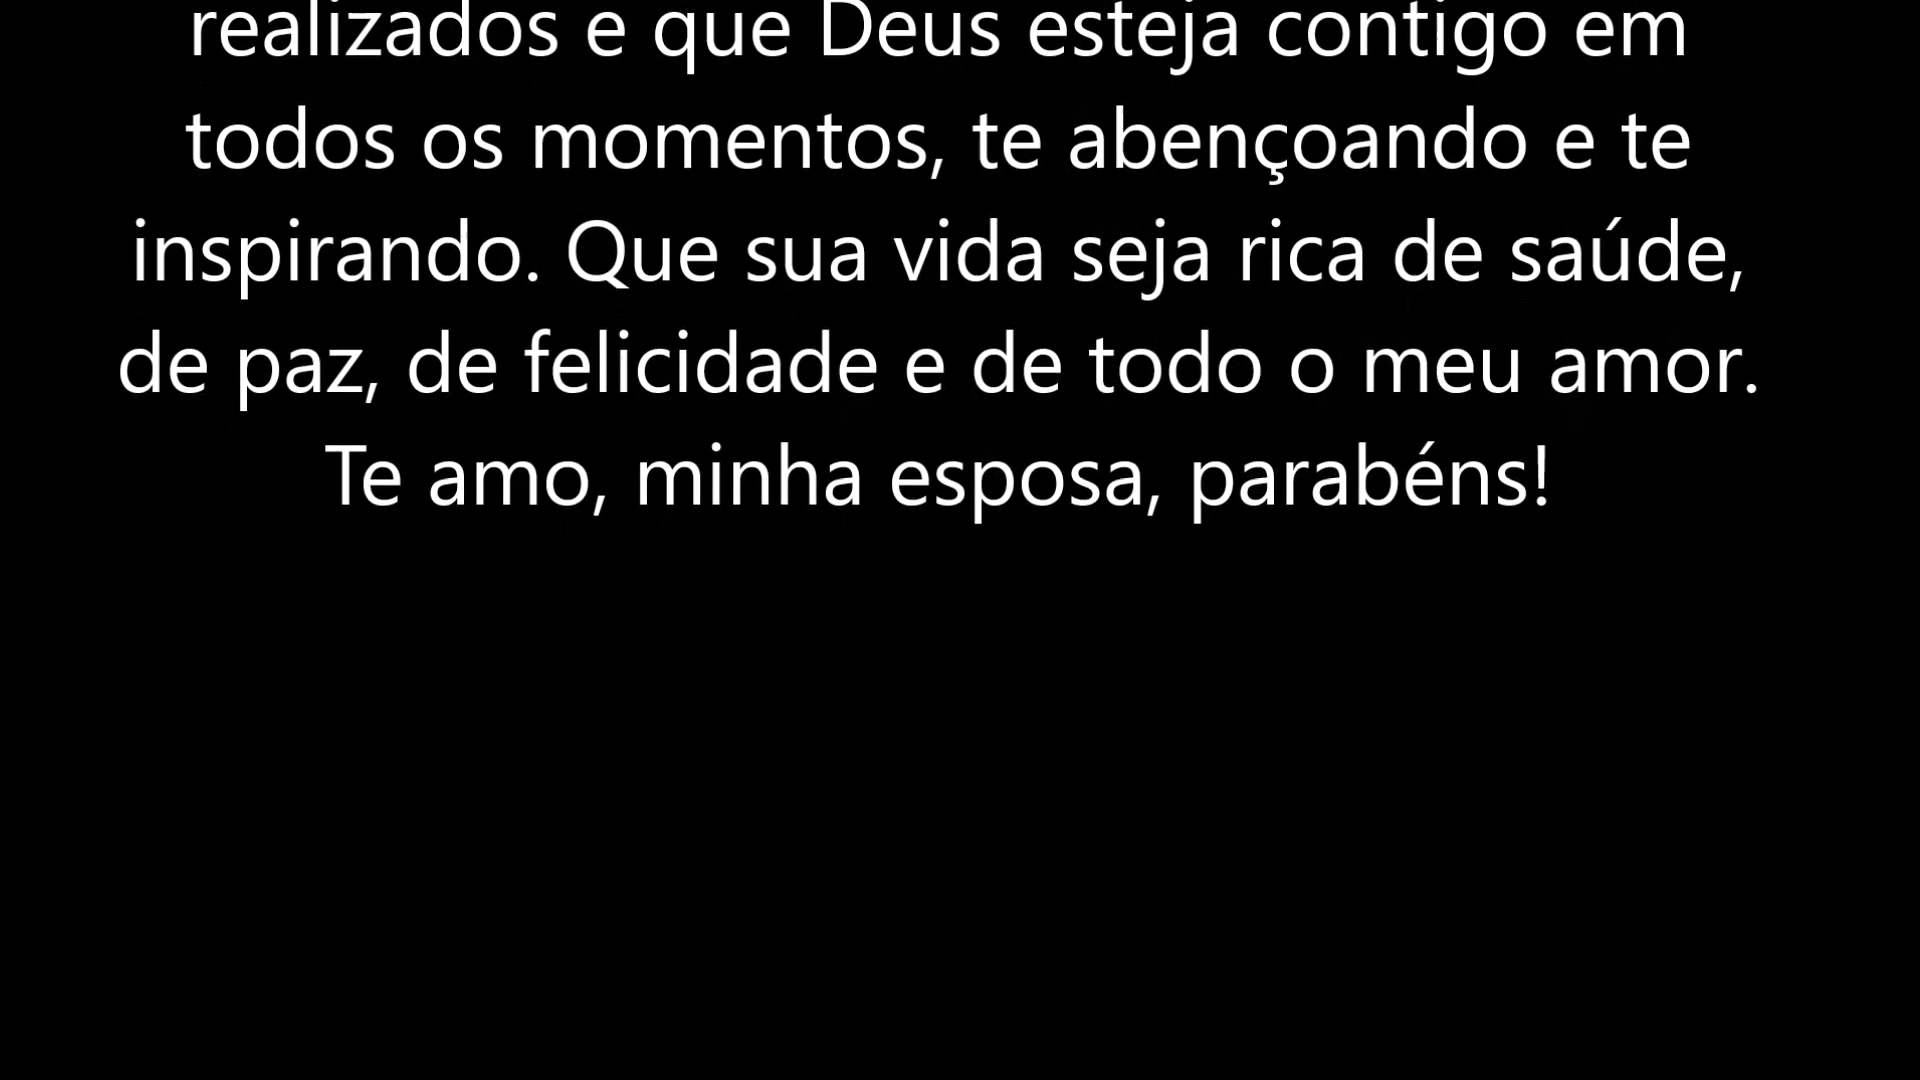 realizados e que Deus esteja contigo em
todos os momentos, te abençoando e te
inspirando. Que sua vida seja rica de saúde,
de paz, de felicidade e de todo o meu amor.
Te amo, minha esposa, parabéns!